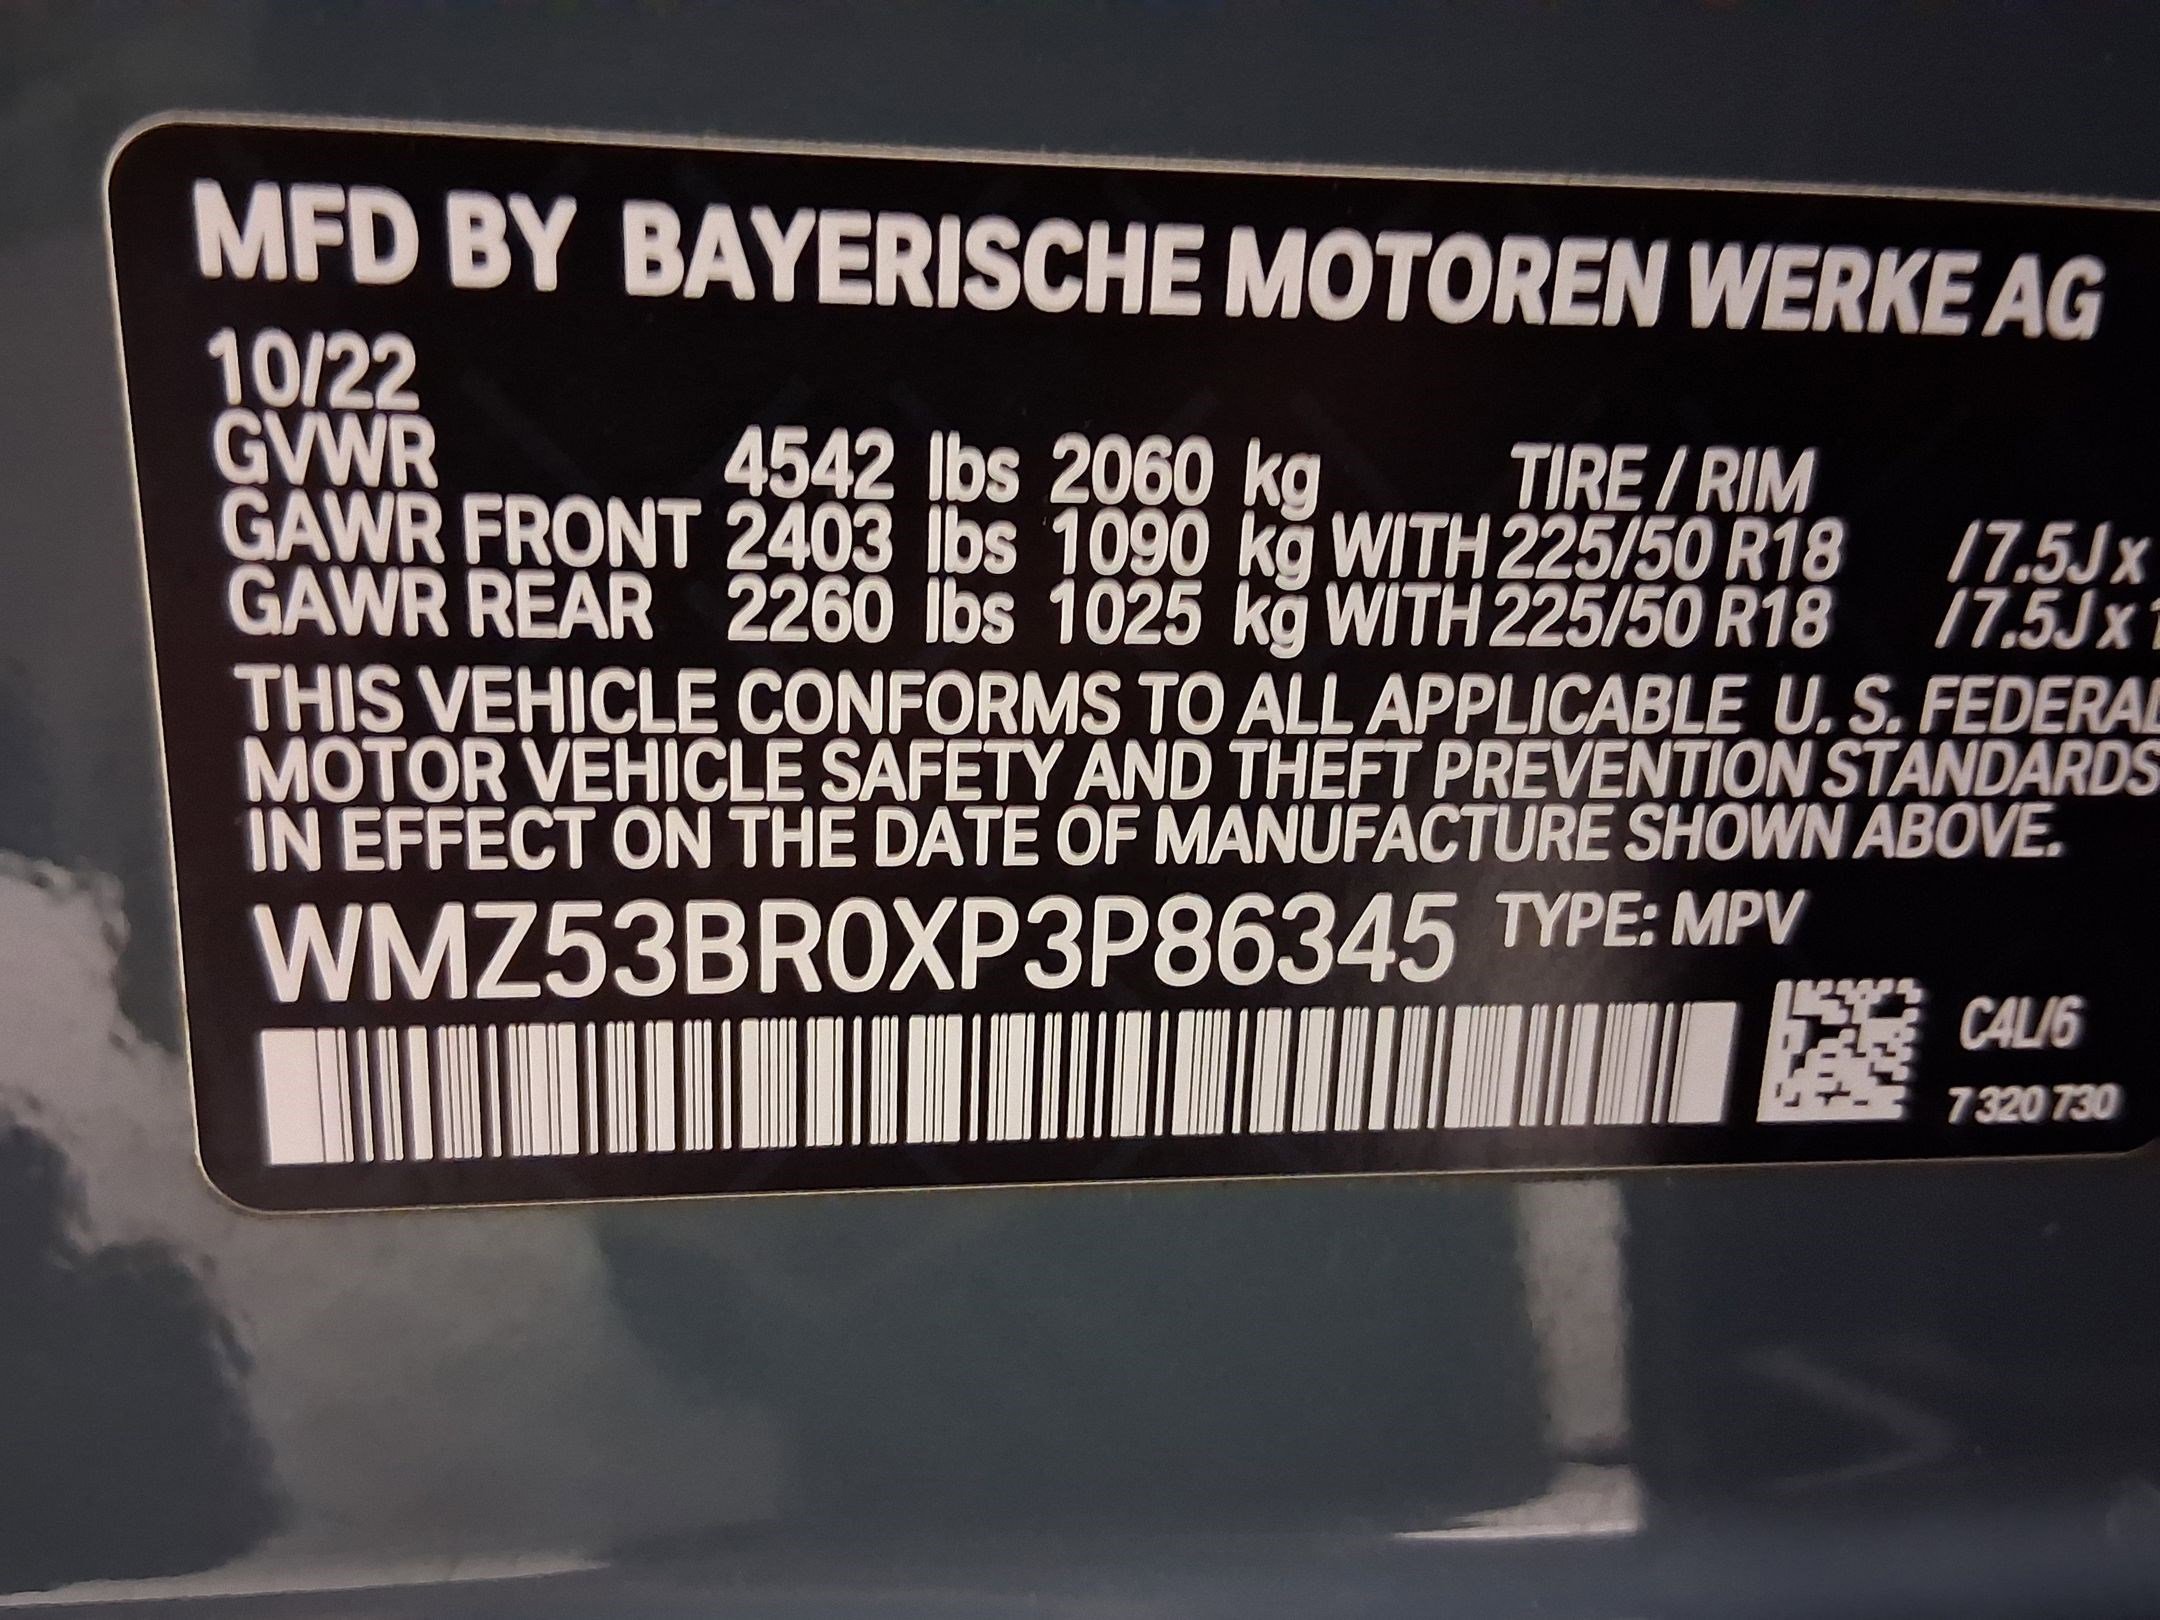 MFD BY BAYERISCHE MOTOREN WERKE AG
10/22
GVWR 4542 lbs 2060 kg TIRE / RIM
GAWR FRONT 2403 lbs 1090 kg WITH 225/50 R18 / 7.5J x
GAWR REAR 2260 lbs 1025 kg WITH 225/50 R18 / 7.5J x 1
THIS VEHICLE CONFORMS TO ALL APPLICABLE U. S. FEDERAL
MOTOR VEHICLE SAFETY AND THEFT PREVENTION STANDARDS
IN EFFECT ON THE DATE OF MANUFACTURE SHOWN ABOVE.
WMZ53BR0XP3P86345 TYPE: MPV
C4L/6
7 320 730